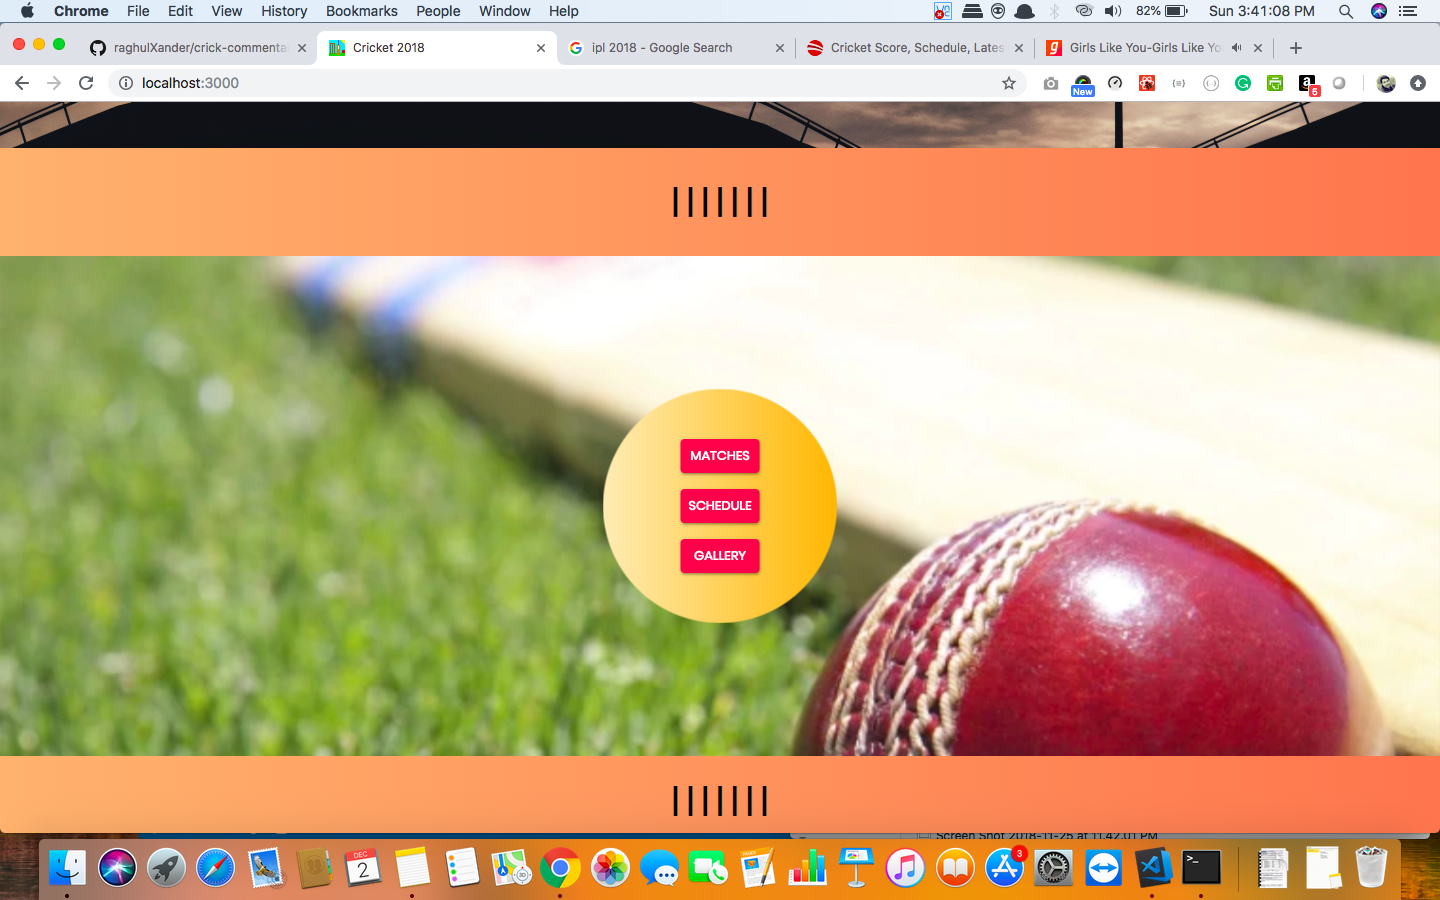 Chrome File Edit View History Bookmarks People Window Help 82% Sun 3:41:08 PM
raghulXander/crick-commenta Cricket 2018 ipl 2018 - Google Search Cricket Score, Schedule, Lates Girls Like You-Girls Like Yo
localhost:3000 New 6
| | | | | | |
MATCHES
SCHEDULE
GALLERY
| | | | | | |
Screen Shot 2018-11-25 at 11.42.01 PM
DEC
2
3